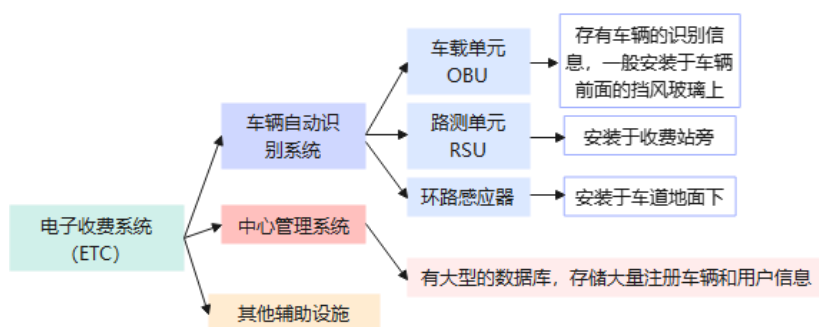 电子收费系统
（ETC）
车辆自动识
别系统
中心管理系统
其他辅助设施
车载单元
OBU
路测单元
RSU
环路感应器
存有车辆的识别信
息，一般安装于车辆
前面的挡风玻璃上
安装于收费站旁
安装于车道地面下
有大型的数据库，存储大量注册车辆和用户信息